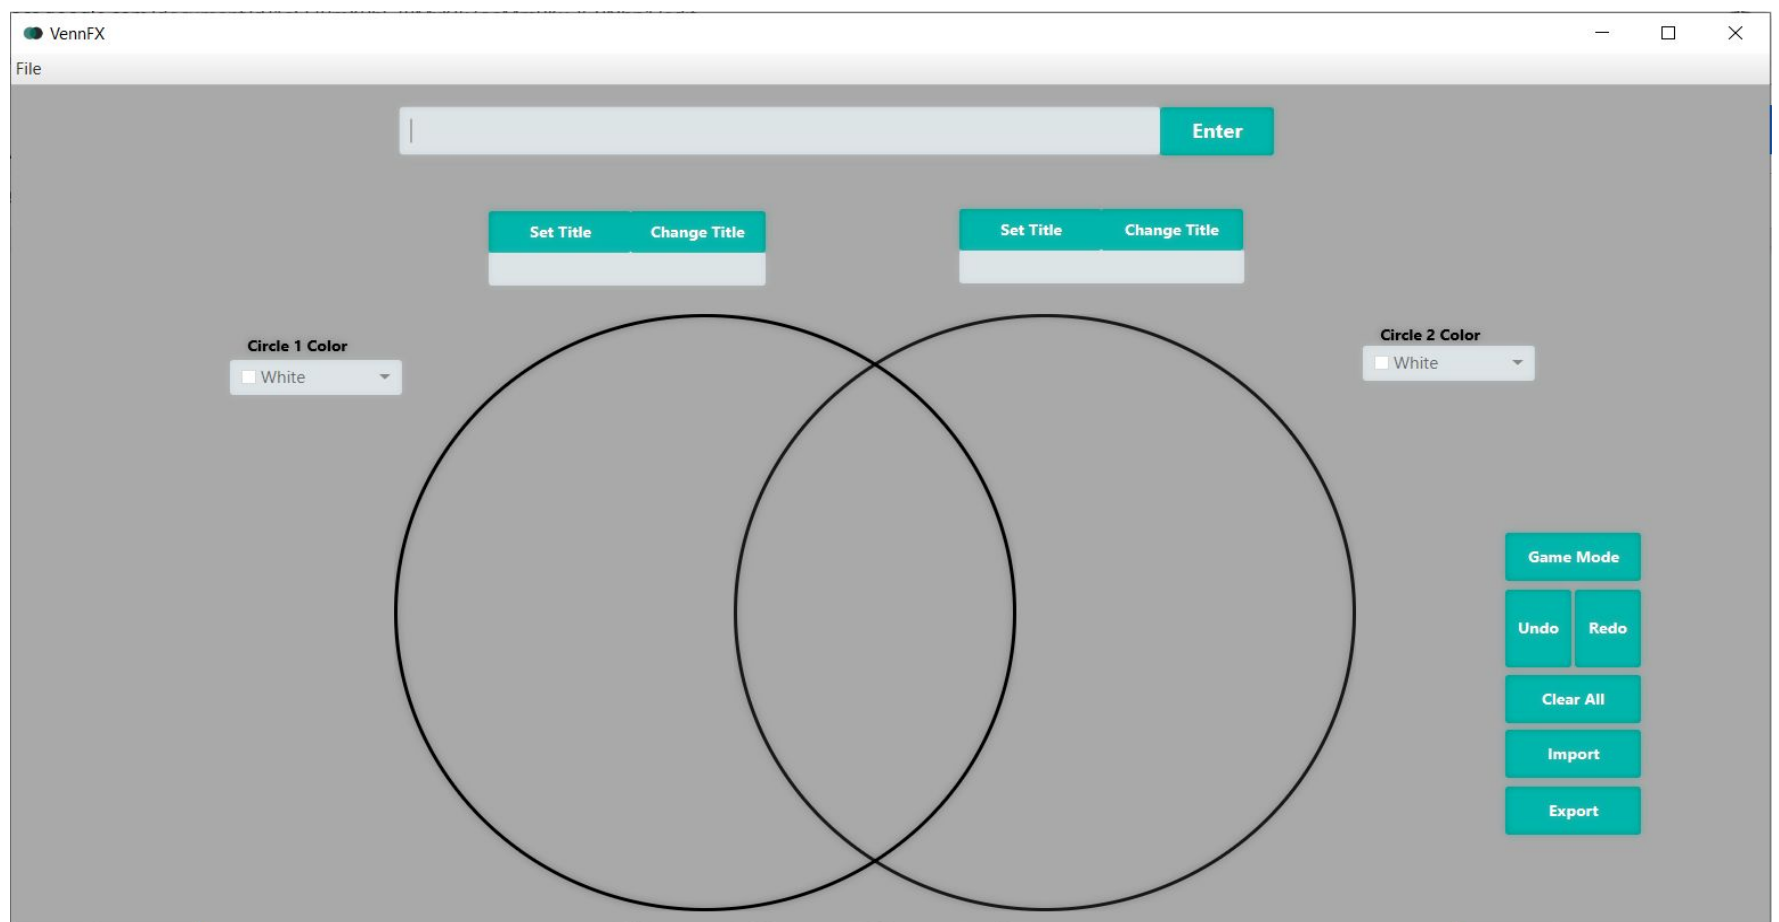 VennFX
File
Enter
Set Title Change Title
Set Title Change Title
Circle 1 Color
White
Circle 2 Color
White
Game Mode
Undo Redo
Clear All
Import
Export